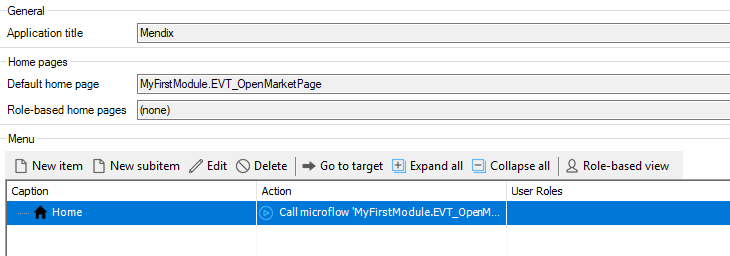 General
Application title Mendix
Home pages
Default home page MyFirstModule.EVT_OpenMarketPage
Role-based home pages (none)
Menu
New item New subitem Edit Delete Go to target Expand all Collapse all Role-based view
Caption Action User Roles
Home Call microflow 'MyFirstModule.EVT_OpenM...